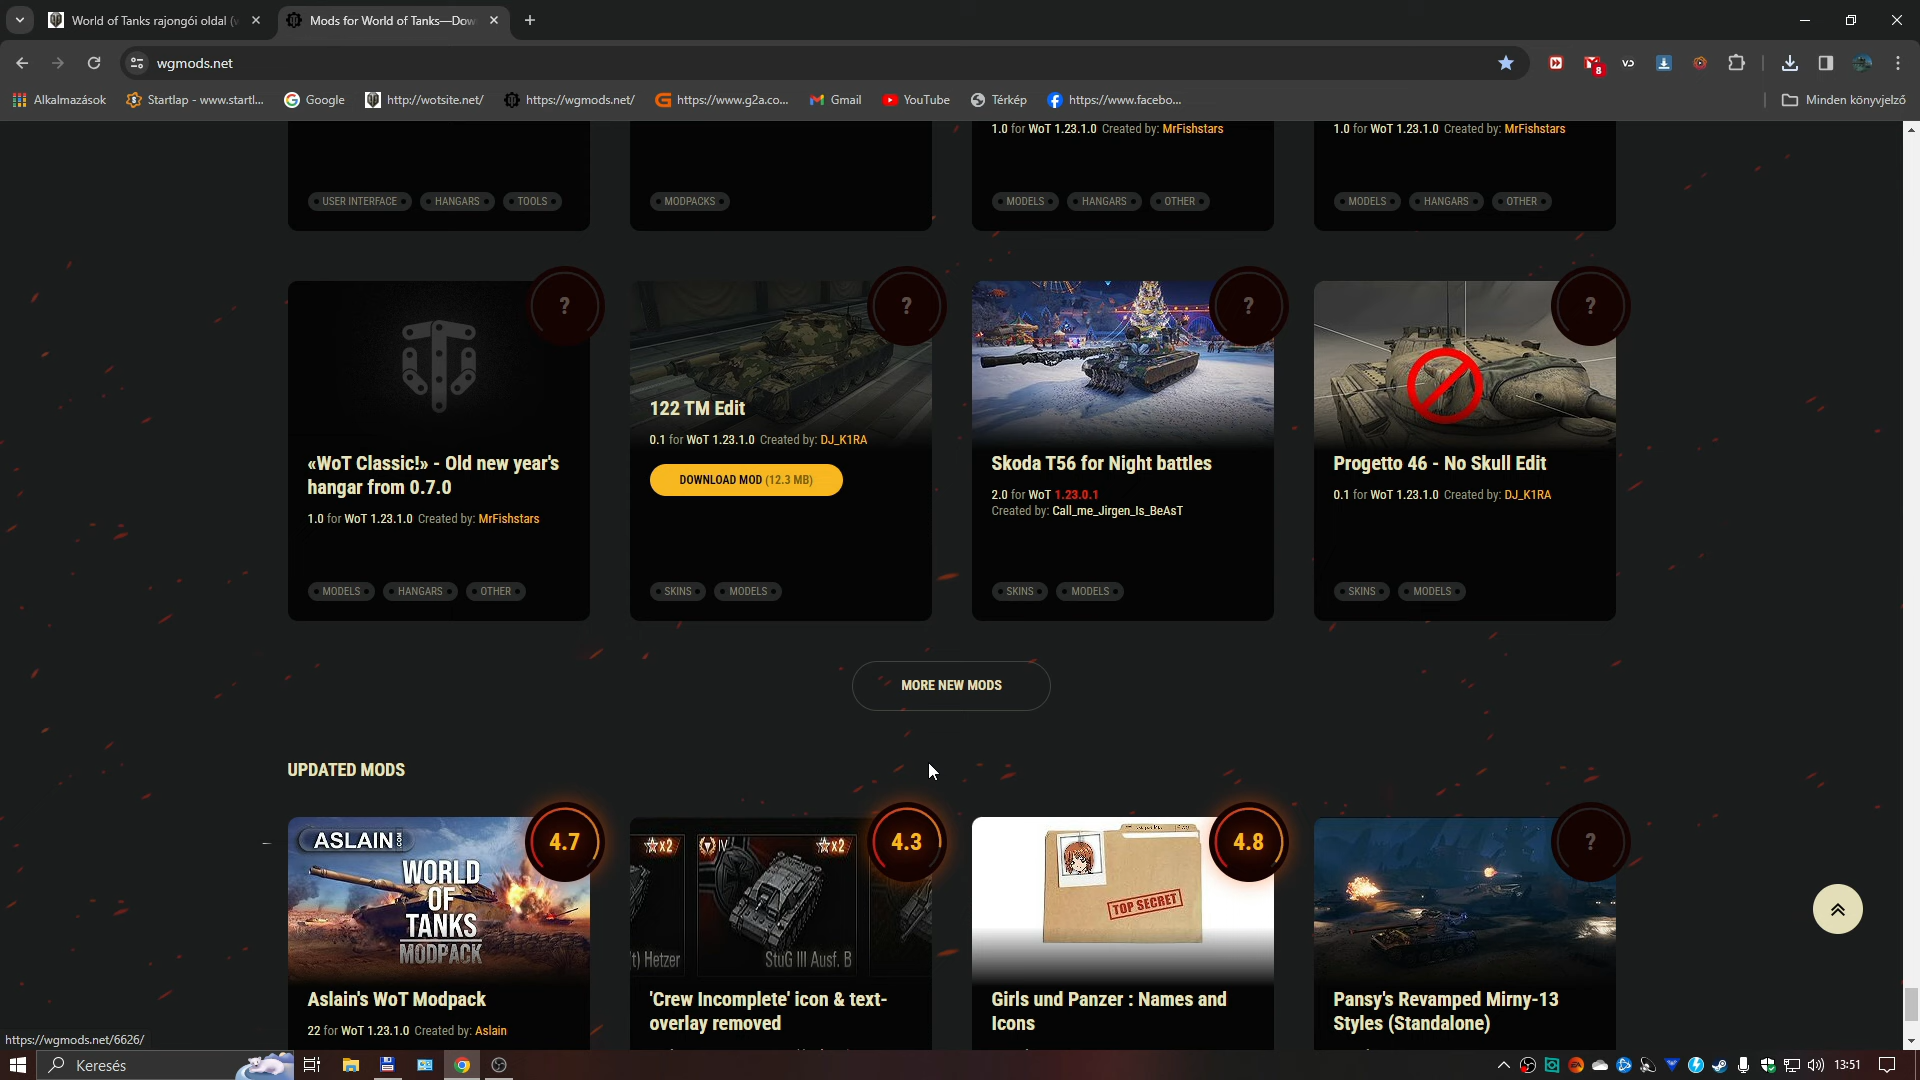 World of Tanks rajongói oldal (v
Mods for World of Tanks—Dow
wgmods.net
8
Alkalmazások
Startlap - www.startl...
Google
http://wotsite.net/
https://wgmods.net/
https://www.g2a.co...
Gmail
YouTube
Térkép
https://www.facebo...
Minden könyvjelző
1.0 for WoT 1.23.1.0 Created by: MrFishstars
1.0 for WoT 1.23.1.0 Created by: MrFishstars
USER INTERFACE
HANGARS
TOOLS
MODPACKS
MODELS
HANGARS
OTHER
MODELS
HANGARS
OTHER
?
?
?
?
«WoT Classic!» - Old new year's
hangar from 0.7.0
1.0 for WoT 1.23.1.0 Created by: MrFishstars
MODELS
HANGARS
OTHER
122 TM Edit
0.1 for WoT 1.23.1.0 Created by: DJ_K1RA
DOWNLOAD MOD (12.3 MB)
SKINS
MODELS
Skoda T56 for Night battles
2.0 for WoT 1.23.0.1
Created by: Call_me_Jirgen_Is_BeAsT
SKINS
MODELS
Progetto 46 - No Skull Edit
0.1 for WoT 1.23.1.0 Created by: DJ_K1RA
SKINS
MODELS
MORE NEW MODS
UPDATED MODS
ASLAIN.COM
WORLD
OF
TANKS
MODPACK
4.7
Aslain's WoT Modpack
22 for WoT 1.23.1.0 Created by: Aslain
x2
IV
x2
4.3
(t) Hetzer
StuG III Ausf. B
'Crew Incomplete' icon & text-
overlay removed
TOP SECRET
4.8
Girls und Panzer : Names and
Icons
?
Pansy's Revamped Mirny-13
Styles (Standalone)
https://wgmods.net/6626/
Keresés
13:51